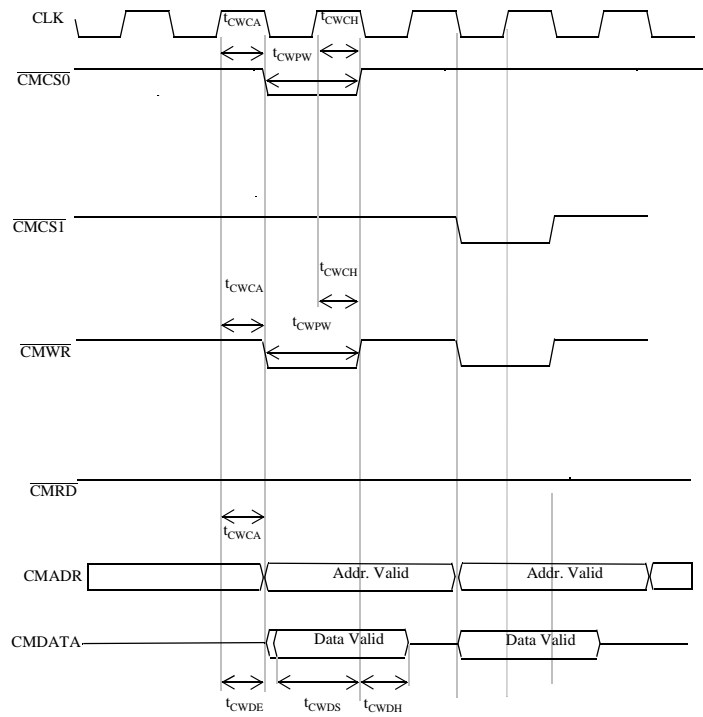 CLK
tCWCA
tCWCH
tCWPW
CMCS0
CMCS1
tCWCH
tCWCA
tCWPW
CMWR
CMRD
tCWCA
CMADR
Addr. Valid
Addr. Valid
CMDATA
Data Valid
Data Valid
tCWDE
tCWDS
tCWDH